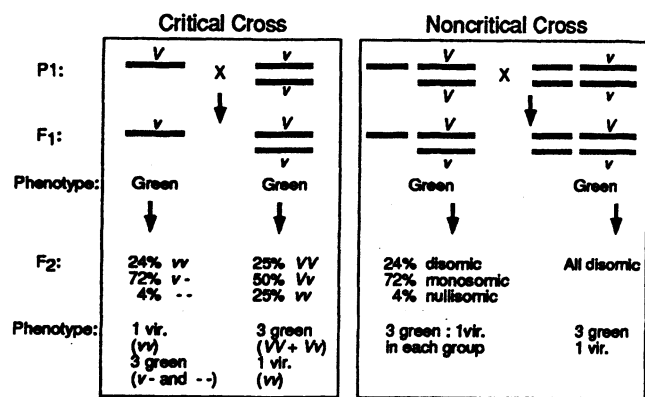 Critical Cross Noncritical Cross
V v V v
P1: X X
v V v
v V V v
F1:
v v v
Phenotype: Green Green Green Green
F2: 24% vv 25% VV 24% disomic All disomic
72% v - 50% Vv 72% monosomic
4% - - 25% vv 4% nullisomic
Phenotype: 1 vir. 3 green 3 green : 1vir. 3 green
(vv) (VV + Vv) in each group 1 vir.
3 green 1 vir.
(v - and - -) (vv)